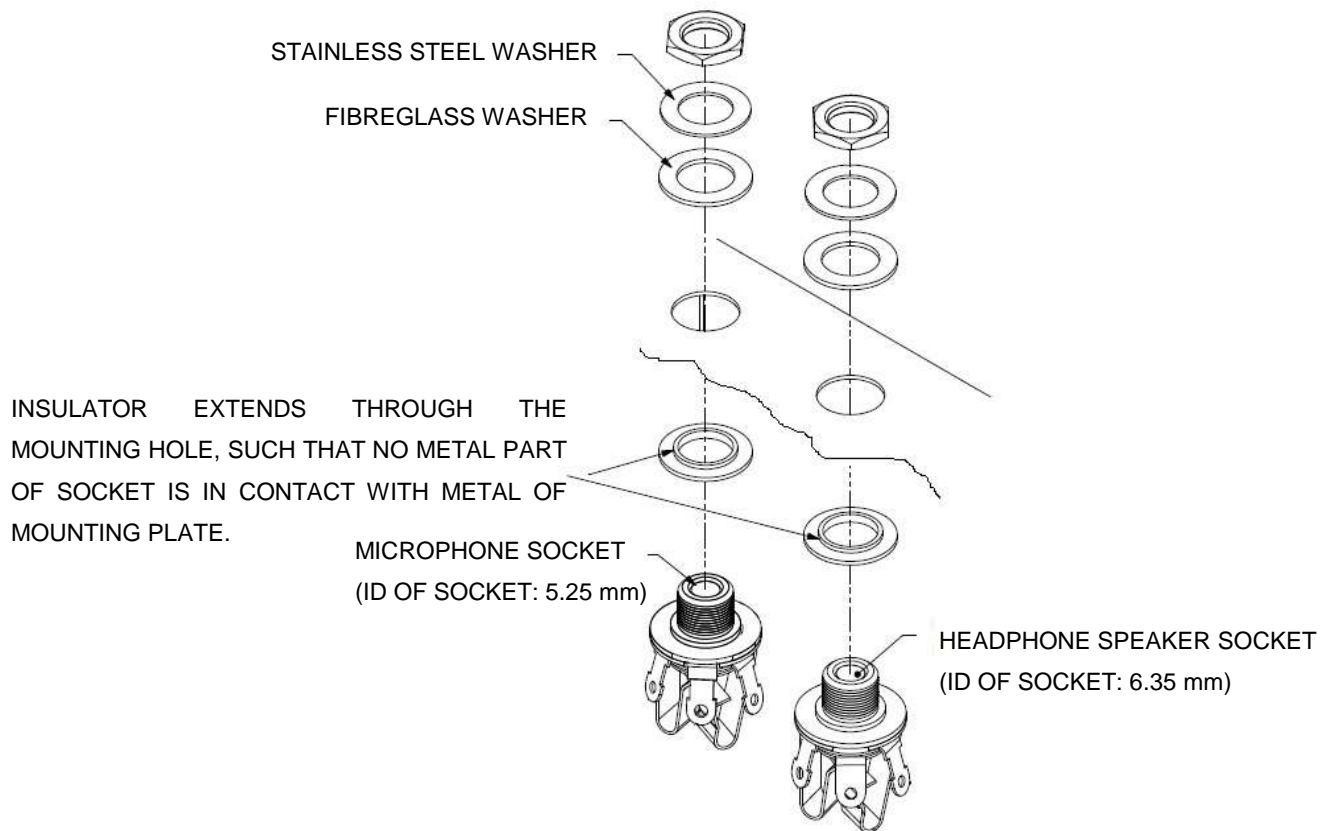 STAINLESS STEEL WASHER
FIBREGLASS WASHER
INSULATOR EXTENDS THROUGH THE
MOUNTING HOLE, SUCH THAT NO METAL PART
OF SOCKET IS IN CONTACT WITH METAL OF
MOUNTING PLATE.
MICROPHONE SOCKET
(ID OF SOCKET: 5.25 mm)
HEADPHONE SPEAKER SOCKET
(ID OF SOCKET: 6.35 mm)